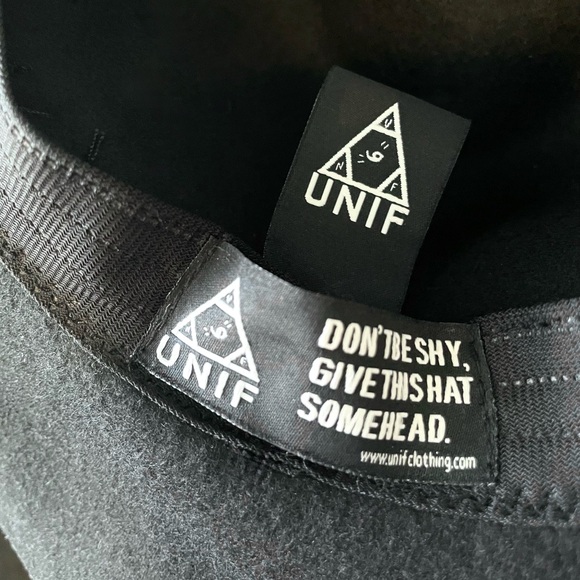 UNIF
UNIF
DON'T BE SHY,
GIVE THIS HAT
SOME HEAD.
www.unifclothing.com